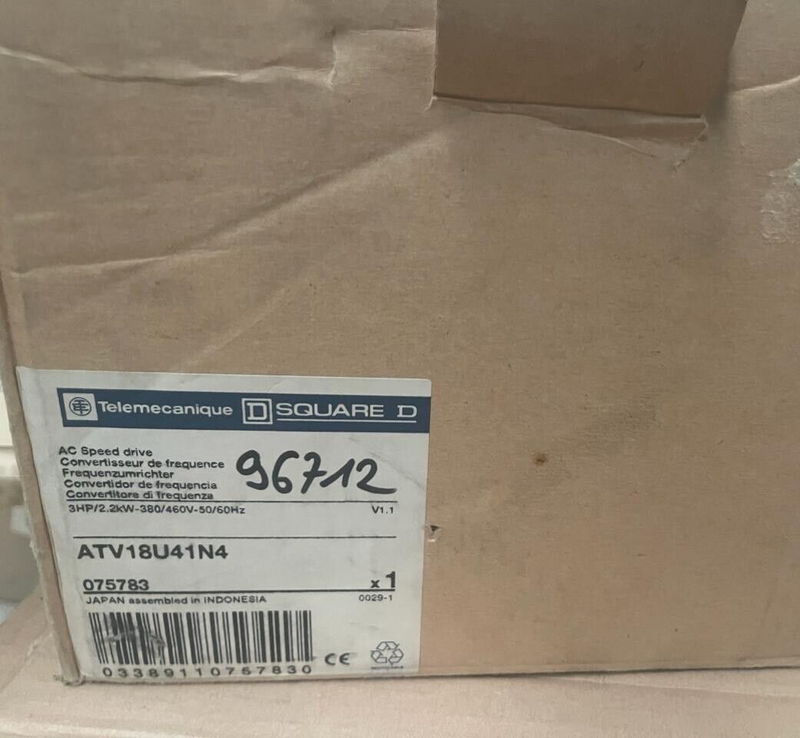 Telemecanique D SQUARE D
AC Speed drive
Convertisseur de frequence
Frequenzumrichter
Convertidor de frequencia
Convertitore di frequenza
96712
3HP/2.2kW-380/460V-50/60Hz V1.1
ATV18U41N4
075783 x1
JAPAN assembled in INDONESIA 0029-1
03389110757830 CE